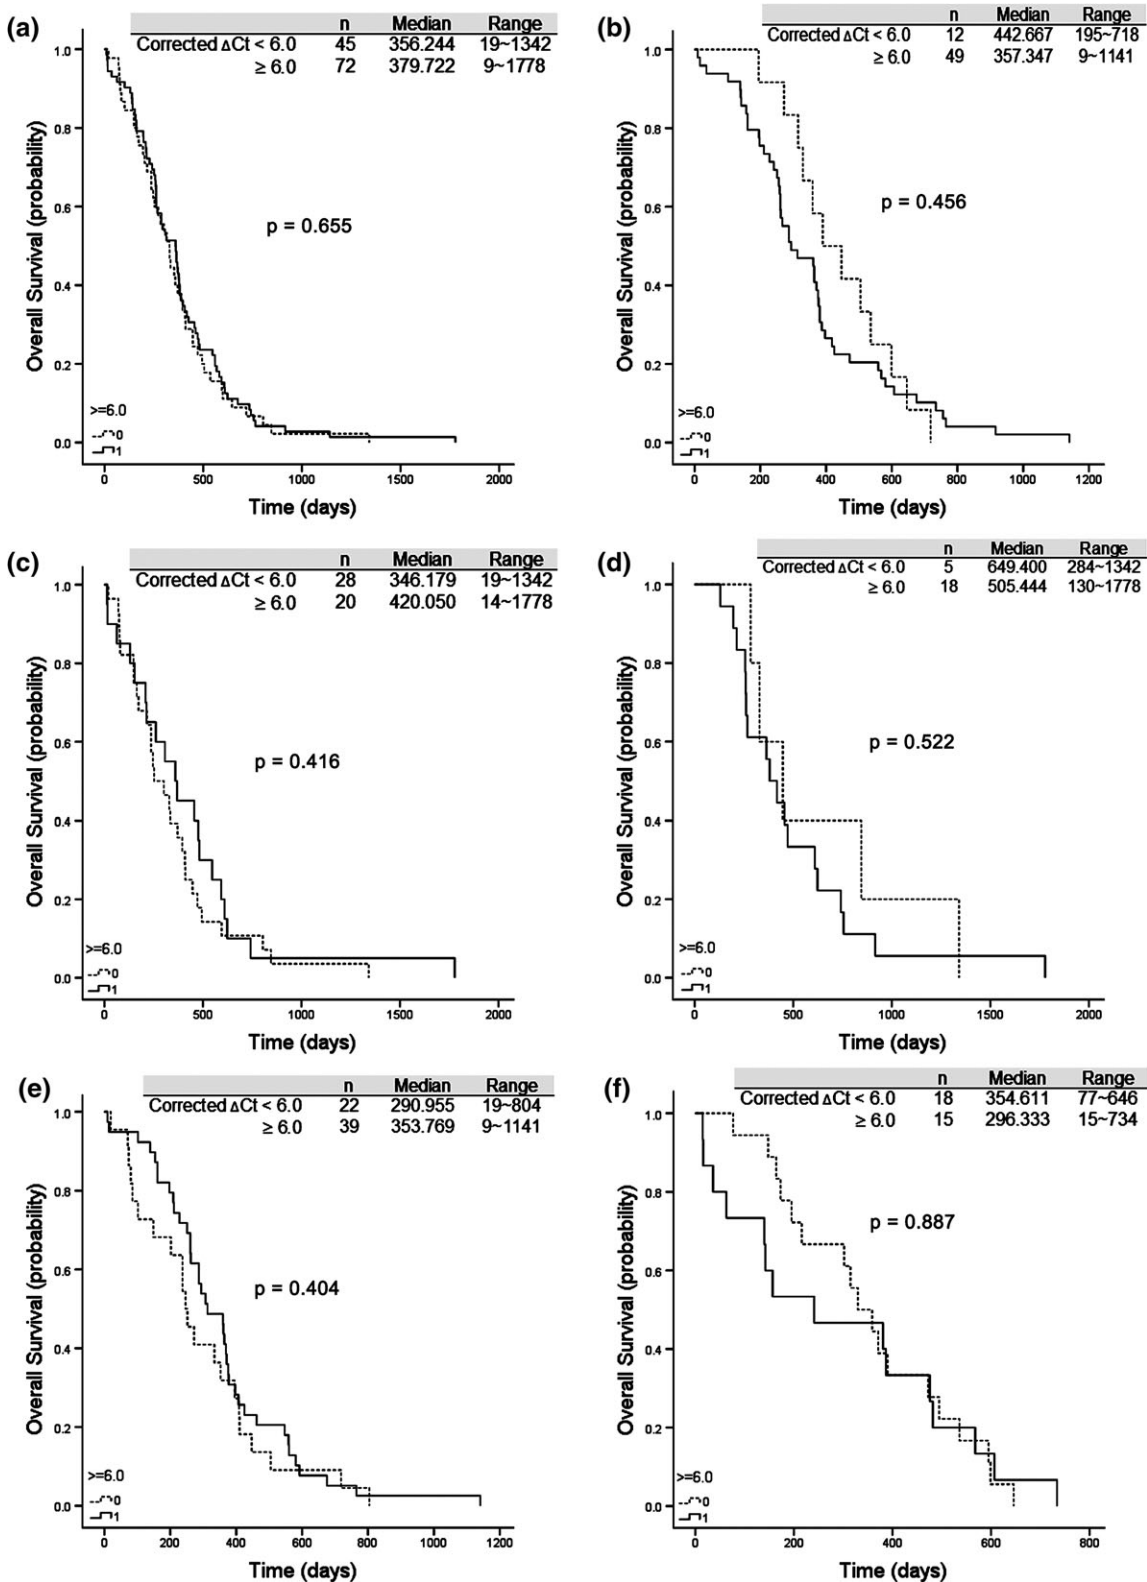 (a)
n Median Range
Corrected ΔCt < 6.0 45 356.244 19~1342
≥ 6.0 72 379.722 9~1778
Overall Survival (probability)
1.0
0.8
0.6
0.4
0.2
0.0
p = 0.655
>=6.0
0
1
0 500 1000 1500 2000
Time (days)
(b)
n Median Range
Corrected ΔCt < 6.0 12 442.667 195~718
≥ 6.0 49 357.347 9~1141
Overall Survival (probability)
1.0
0.8
0.6
0.4
0.2
0.0
p = 0.456
>=6.0
0
1
0 200 400 600 800 1000 1200
Time (days)
(c)
n Median Range
Corrected ΔCt < 6.0 28 346.179 19~1342
≥ 6.0 20 420.050 14~1778
Overall Survival (probability)
1.0
0.8
0.6
0.4
0.2
0.0
p = 0.416
>=6.0
0
1
0 500 1000 1500 2000
Time (days)
(d)
n Median Range
Corrected ΔCt < 6.0 5 649.400 284~1342
≥ 6.0 18 505.444 130~1778
Overall Survival (probability)
1.0
0.8
0.6
0.4
0.2
0.0
p = 0.522
>=6.0
0
1
0 500 1000 1500 2000
Time (days)
(e)
n Median Range
Corrected ΔCt < 6.0 22 290.955 19~804
≥ 6.0 39 353.769 9~1141
Overall Survival (probability)
1.0
0.8
0.6
0.4
0.2
0.0
p = 0.404
>=6.0
0
1
0 200 400 600 800 1000 1200
Time (days)
(f)
n Median Range
Corrected ΔCt < 6.0 18 354.611 77~646
≥ 6.0 15 296.333 15~734
Overall Survival (probability)
1.0
0.8
0.6
0.4
0.2
0.0
p = 0.887
>=6.0
0
1
0 200 400 600 800
Time (days)